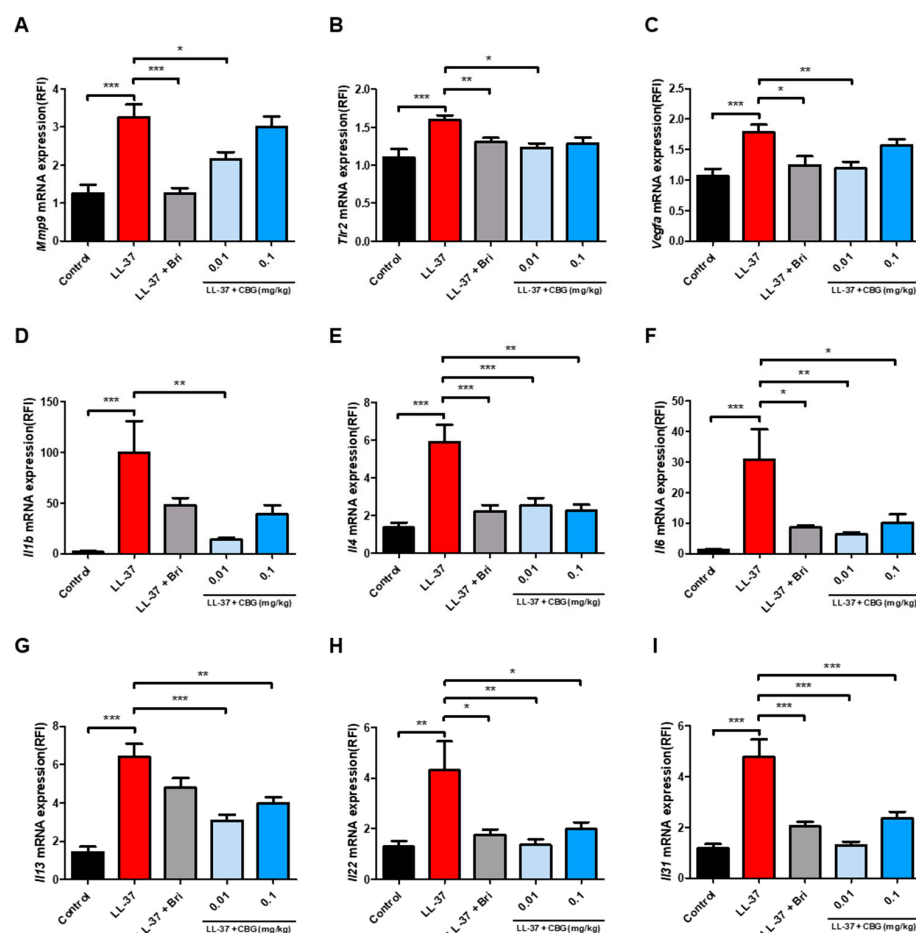 A
B
C
*
***
***
4
3
2
1
0
Mmp9 mRNA expression(RFI)
Control
LL-37
LL-37 + Bri
0.01
0.1
LL-37+CBG(mg/kg)
*
**
***
2.0
1.5
1.0
0.5
0.0
Tlr2 mRNA expression(RFI)
Control
LL-37
LL-37 + Bri
0.01
0.1
LL-37+CBG(mg/kg)
**
*
***
2.5
2.0
1.5
1.0
0.5
0.0
Vegfa mRNA expression(RFI)
Control
LL-37
LL-37 + Bri
0.01
0.1
LL-37+CBG(mg/kg)
D
E
F
**
***
150
100
50
0
Il1b mRNA expression(RFI)
Control
LL-37
LL-37 + Bri
0.01
0.1
LL-37+CBG(mg/kg)
**
***
***
***
8
6
4
2
0
Il4 mRNA expression(RFI)
Control
LL-37
LL-37 + Bri
0.01
0.1
LL-37+CBG(mg/kg)
*
**
*
***
50
40
30
20
10
0
Il6 mRNA expression(RFI)
Control
LL-37
LL-37 + Bri
0.01
0.1
LL-37+CBG(mg/kg)
G
H
I
**
***
***
8
6
4
2
0
Il13 mRNA expression(RFI)
Control
LL-37
LL-37 + Bri
0.01
0.1
LL-37+CBG(mg/kg)
*
**
*
**
6
4
2
0
Il22 mRNA expression(RFI)
Control
LL-37
LL-37 + Bri
0.01
0.1
LL-37+CBG(mg/kg)
***
***
***
***
6
4
2
0
Il31 mRNA expression(RFI)
Control
LL-37
LL-37 + Bri
0.01
0.1
LL-37+CBG(mg/kg)